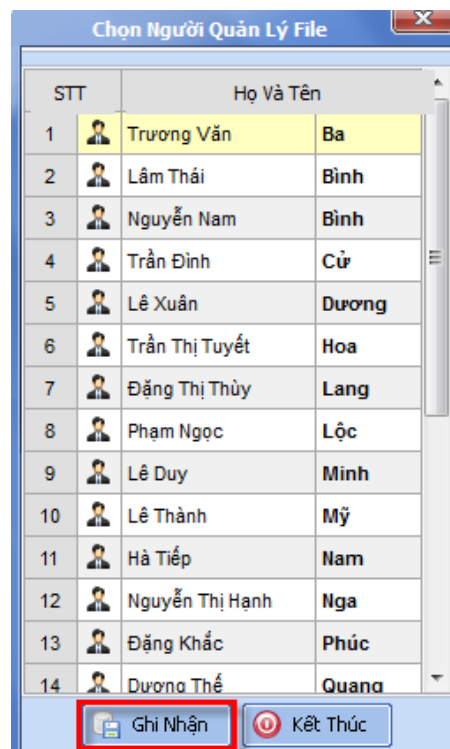 Chọn Người Quản Lý File
STT Họ Và Tên
1 Trương Văn Ba
2 Lâm Thái Bình
3 Nguyễn Nam Bình
4 Trần Đình Cử
5 Lê Xuân Dương
6 Trần Thị Tuyết Hoa
7 Đặng Thị Thùy Lang
8 Phạm Ngọc Lộc
9 Lê Duy Minh
10 Lê Thành Mỹ
11 Hà Tiếp Nam
12 Nguyễn Thị Hạnh Nga
13 Đặng Khắc Phúc
14 Dương Thế Quang
Ghi Nhận Kết Thúc